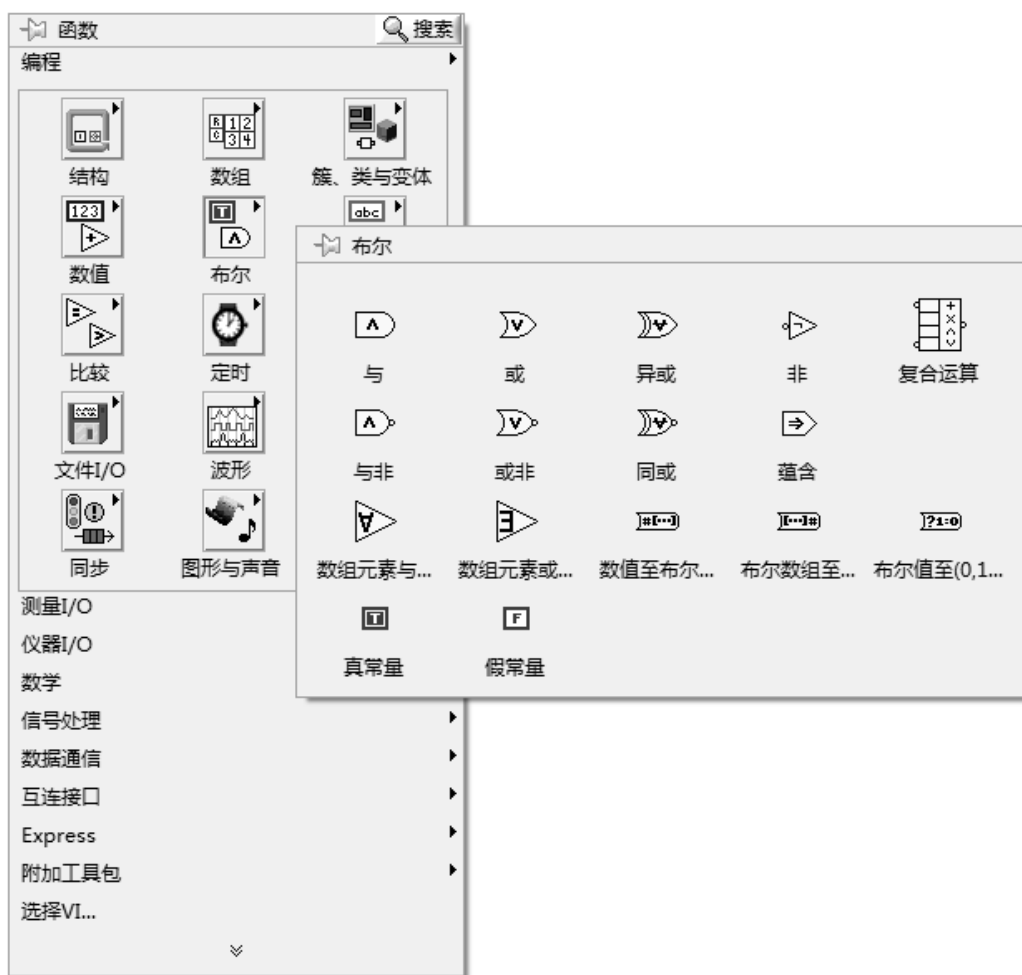 函数 搜索
编程
结构 数组 簇、类与变体
数值 布尔
比较 定时
文件I/O 波形
同步 图形与声音
测量I/O
仪器I/O
数学
信号处理
数据通信
互连接口
Express
附加工具包
选择VI...
布尔
与 或 异或 非 复合运算
与非 或非 同或 蕴含
数组元素与... 数组元素或... 数值至布尔... 布尔数组至... 布尔值至(0,1...
真常量 假常量